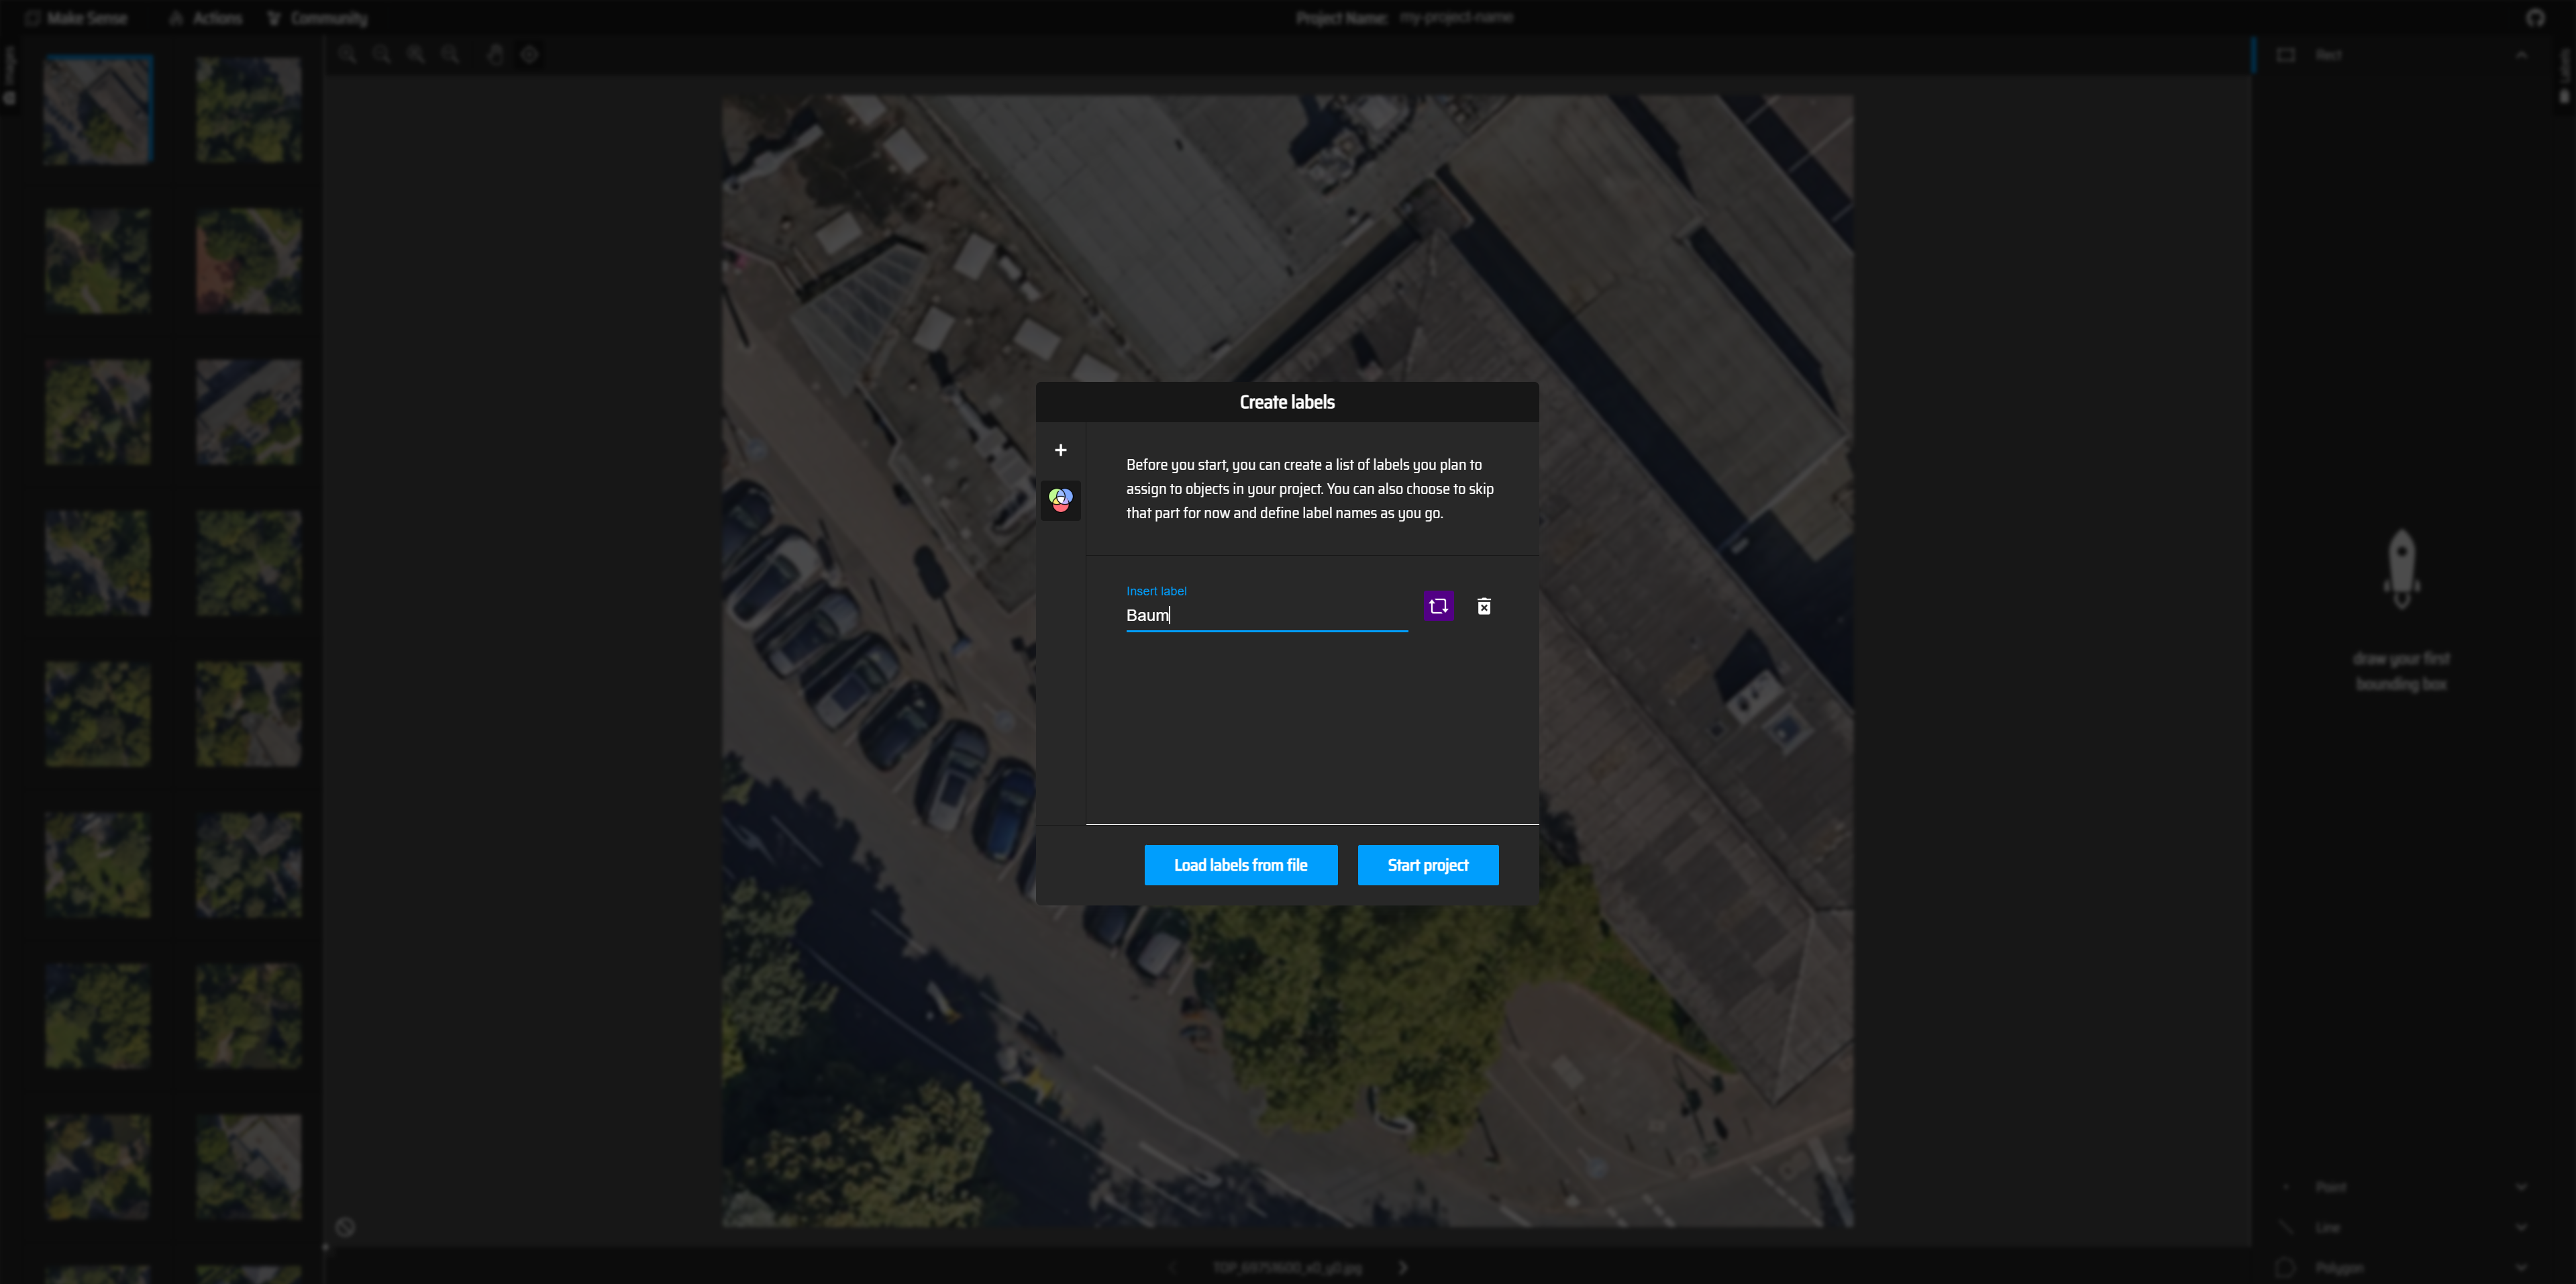 Make Sense
Actions
Community
Project Name: my-project-name
Images
Rect
Labels
Create labels
Before you start, you can create a list of labels you plan to
assign to objects in your project. You can also choose to skip
that part for now and define label names as you go.
Insert label
Baum
Load labels from file
Start project
draw your first
bounding box
Point
Line
Polygon